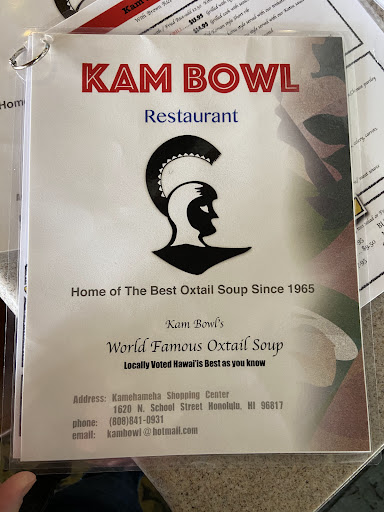 KAM BOWL
Restaurant
Home of The Best Oxtail Soup Since 1965
Kam Bowl's
World Famous Oxtail Soup
Locally Voted Hawai'is Best as you know
Address: Kamehameha Shopping Center
1620 N. School Street Honolulu, HI 96817
phone: (808)841-0931
email: kambowl@hotmail.com